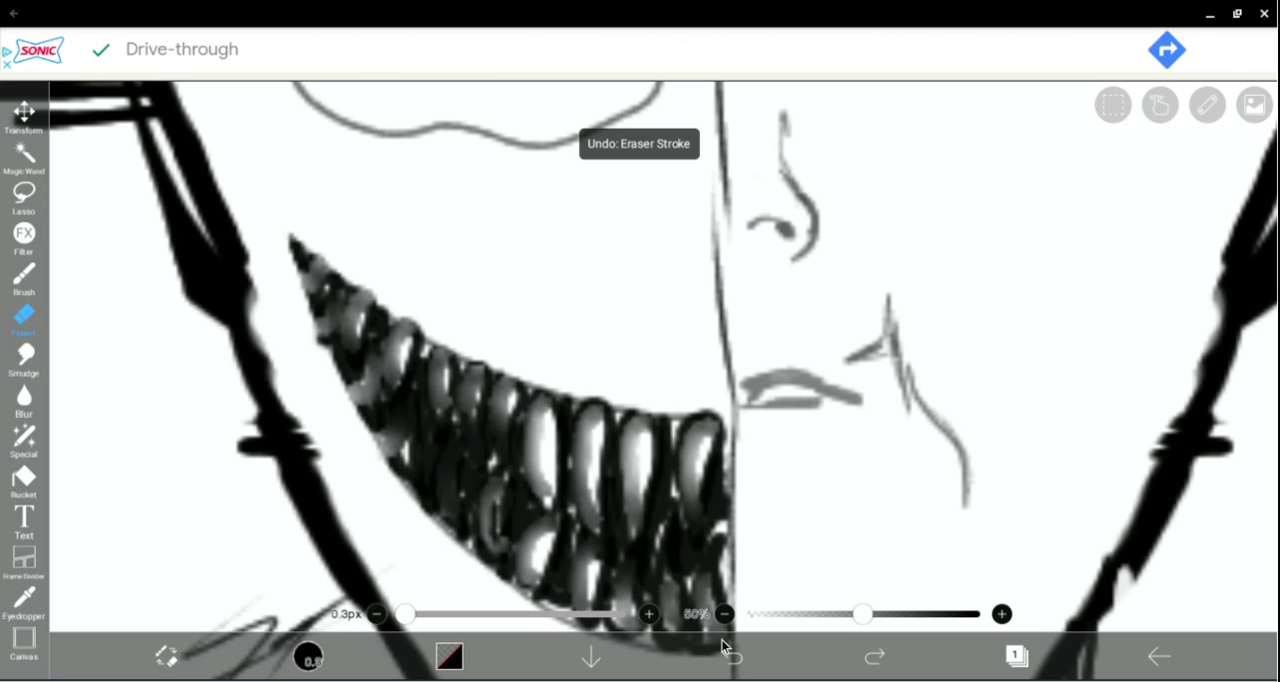 SONIC
Drive-through
Undo: Eraser Stroke
Transform
Magic Wand
Lasso
FX
Filter
Brush
Eraser
Smudge
Blur
Special
Bucket
T
Text
Frame Divider
Eyedropper
Canvas
0.3px
50%
1